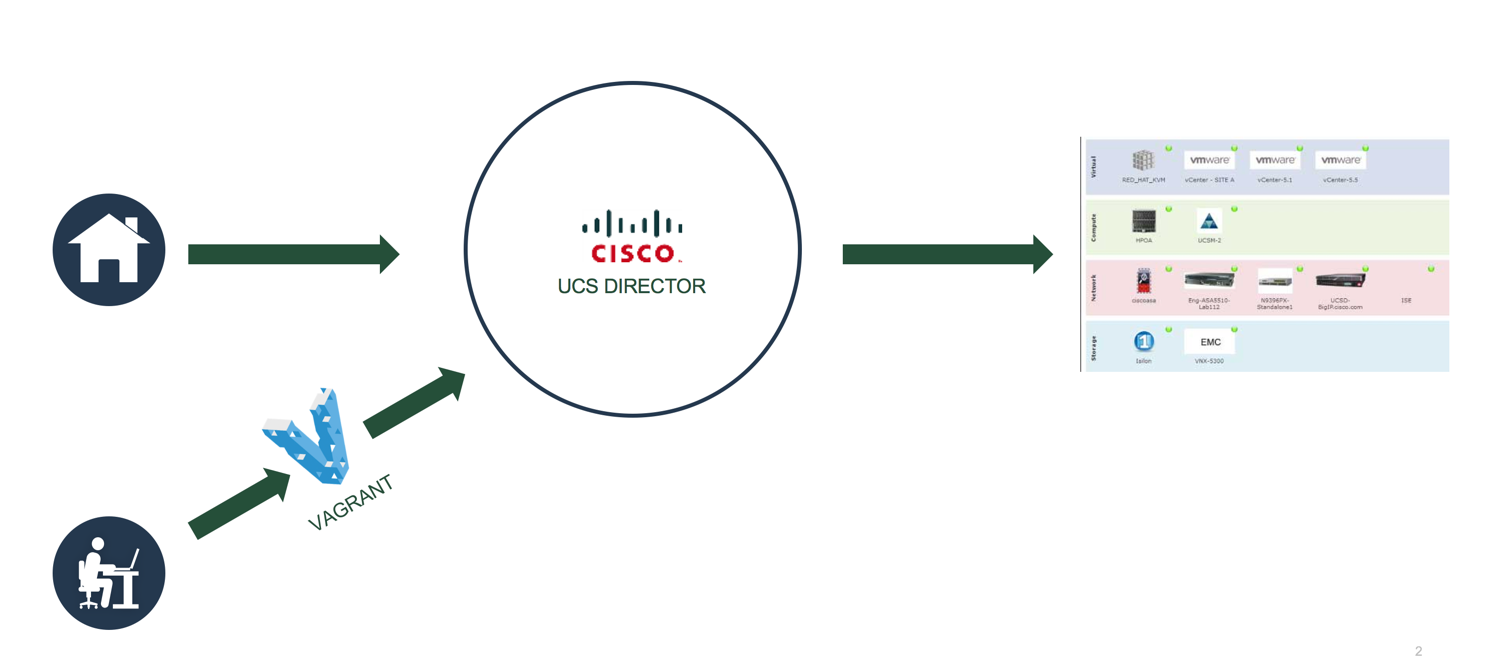 CISCO
UCS DIRECTOR
VAGRANT
Virtual
vmware
vmware
vmware
RED_HAT_KVM
vCenter - SITE A
vCenter-5.1
vCenter-5.5
Compute
HPOA
UCSM-2
Network
ciscoasa
Eng-ASA5510-
Lab112
N9396PX-
Standalone1
UCSD-
BigIP.cisco.com
ISE
Storage
1
EMC
Isilon
VNX-5300
2